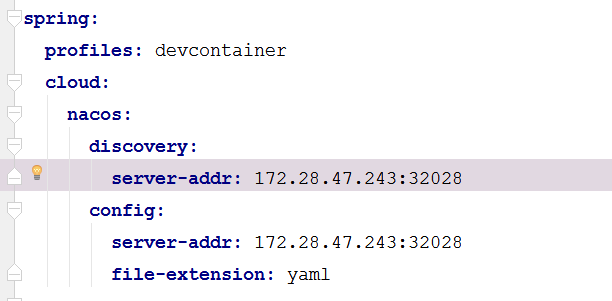 spring:
  profiles: devcontainer
  cloud:
    nacos:
      discovery:
        server-addr: 172.28.47.243:32028
      config:
        server-addr: 172.28.47.243:32028
        file-extension: yaml